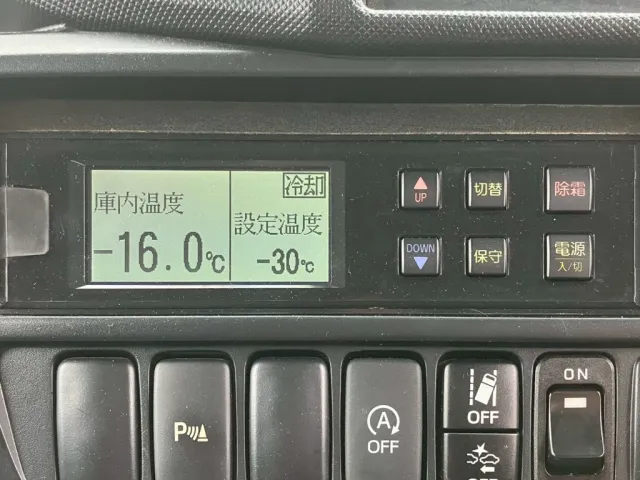 冷却
庫内温度
-16.0℃
設定温度
-30℃
UP
切替
除霜
DOWN
保守
電源
入/切
P
A
OFF
OFF
OFF
ON